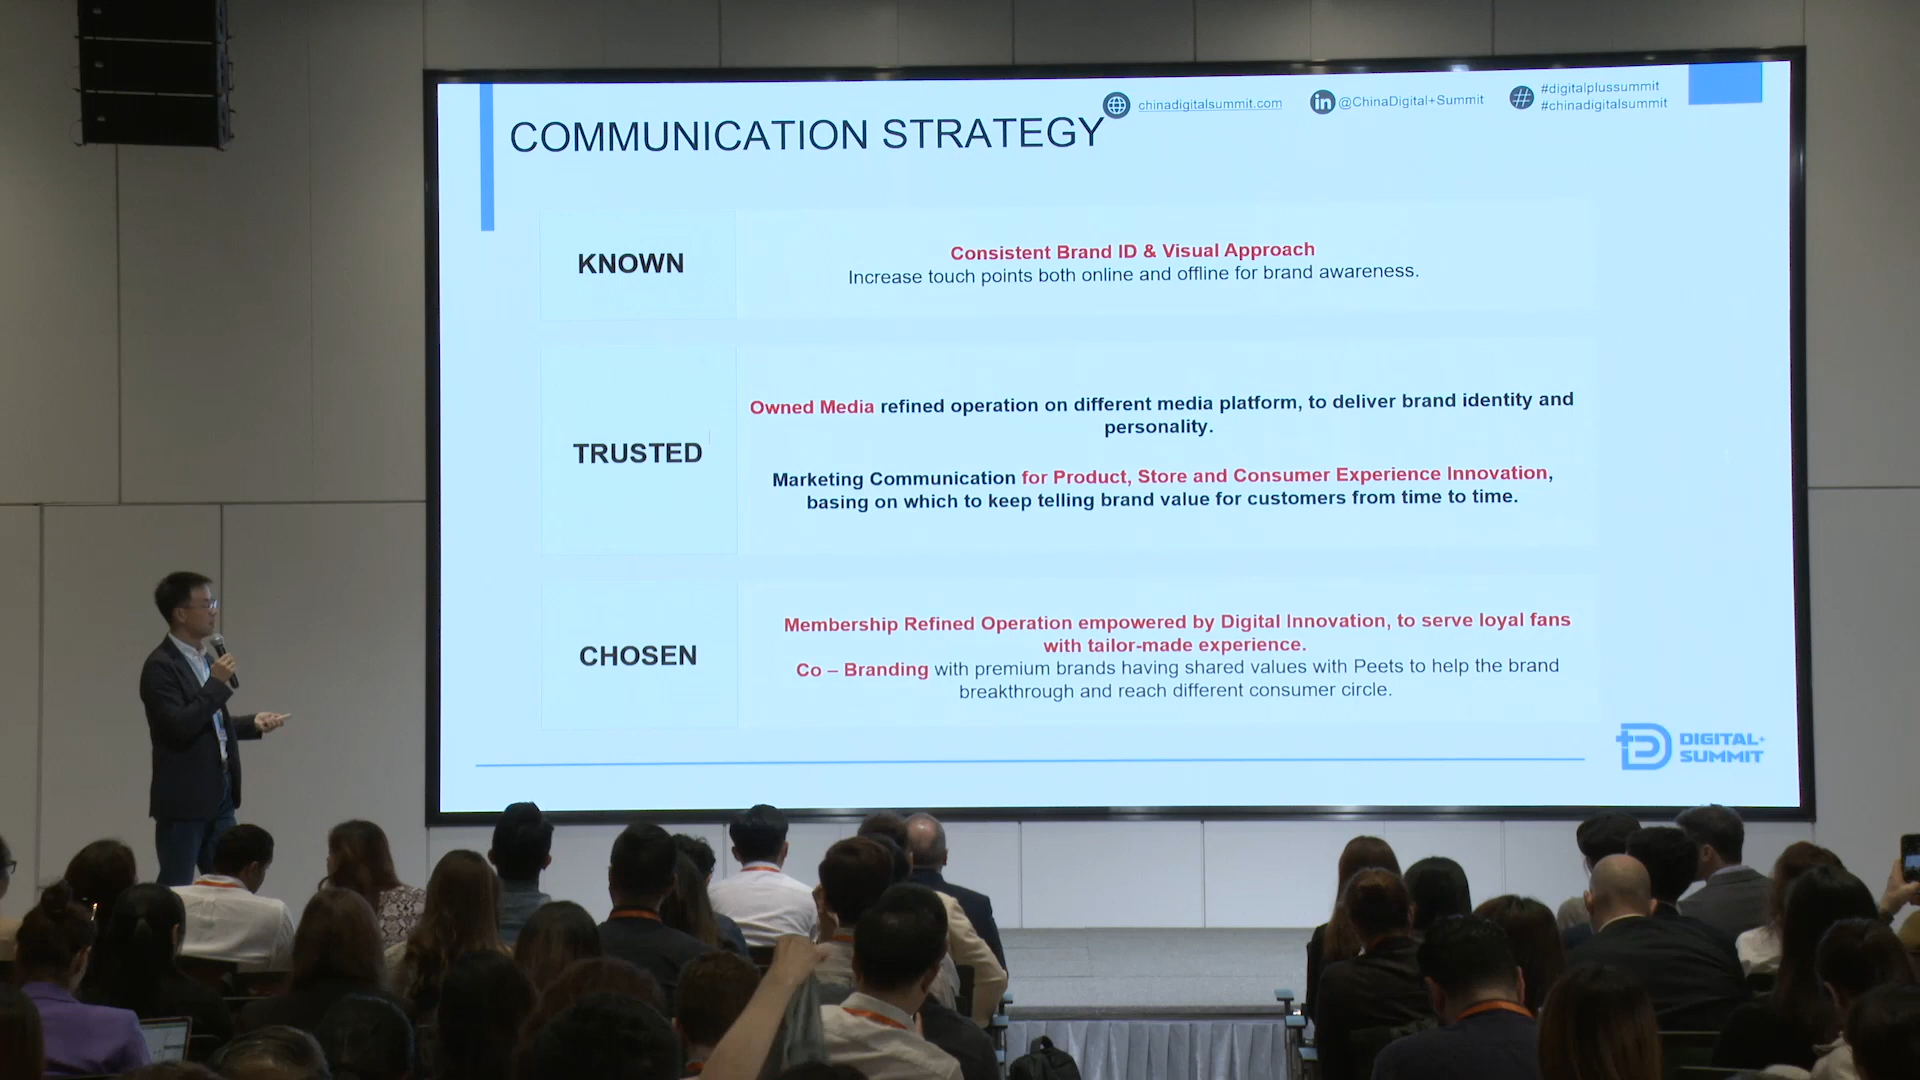 chinadigitalsummit.com
@ChinaDigital+Summit
#digitalplussummit
#chinadigitalsummit
COMMUNICATION STRATEGY
KNOWN
Consistent Brand ID & Visual Approach
Increase touch points both online and offline for brand awareness.
TRUSTED
Owned Media refined operation on different media platform, to deliver brand identity and
personality.
Marketing Communication for Product, Store and Consumer Experience Innovation,
basing on which to keep telling brand value for customers from time to time.
CHOSEN
Membership Refined Operation empowered by Digital Innovation, to serve loyal fans
with tailor-made experience.
Co – Branding with premium brands having shared values with Peets to help the brand
breakthrough and reach different consumer circle.
DIGITAL+
SUMMIT